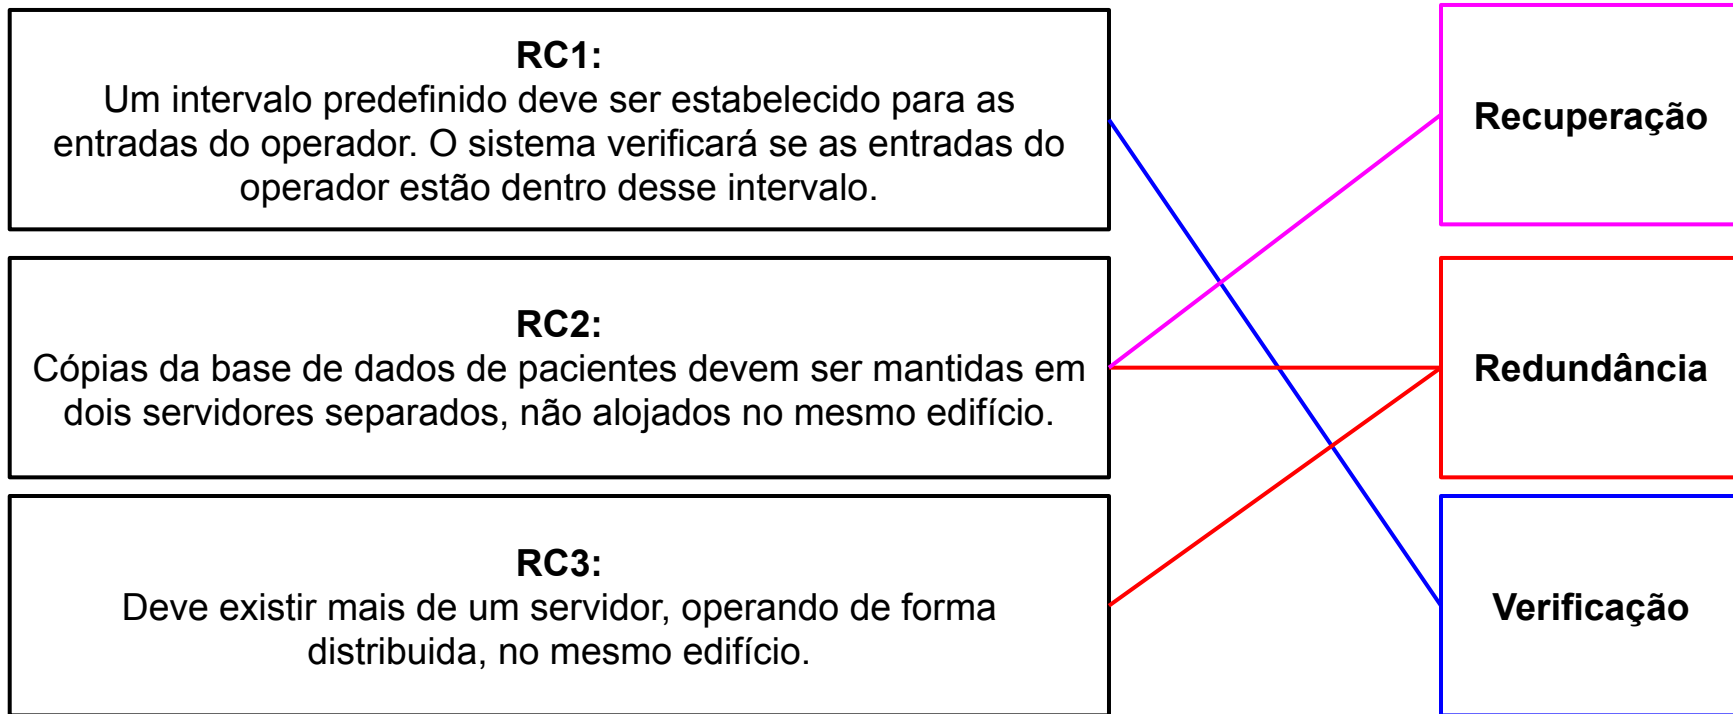 RC1:
Um intervalo predefinido deve ser estabelecido para as
entradas do operador. O sistema verificará se as entradas do
operador estão dentro desse intervalo.
Recuperação
RC2:
Cópias da base de dados de pacientes devem ser mantidas em
dois servidores separados, não alojados no mesmo edifício.
Redundância
RC3:
Deve existir mais de um servidor, operando de forma
distribuida, no mesmo edifício.
Verificação